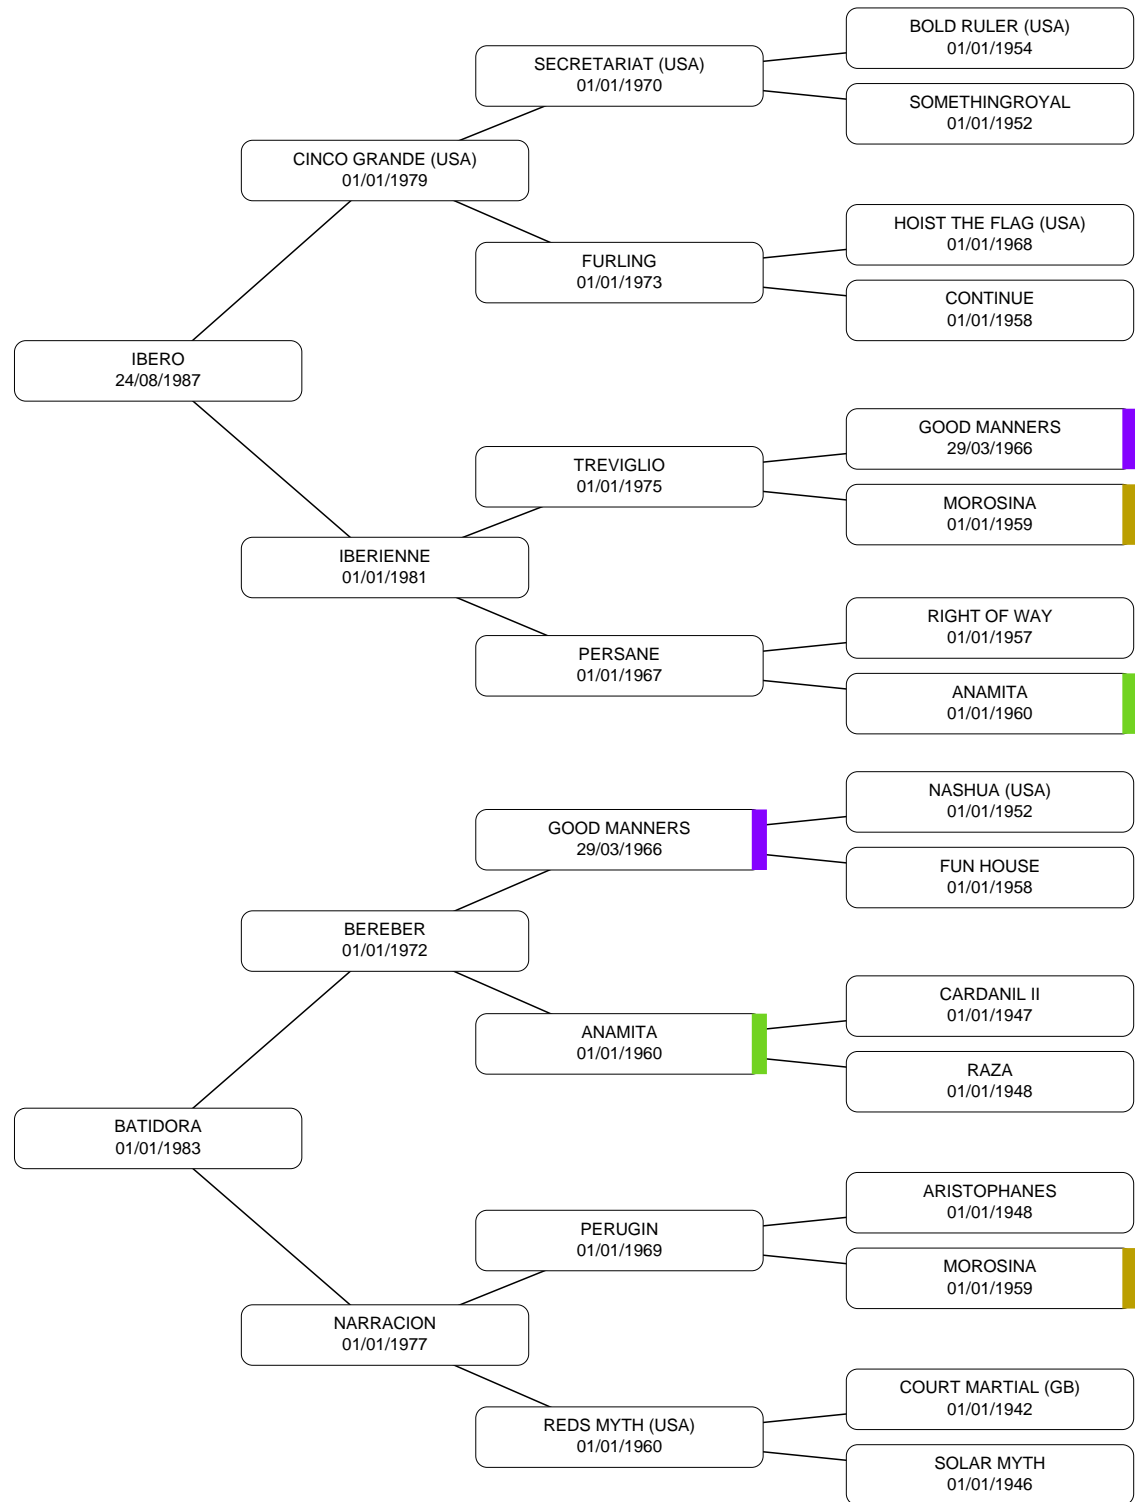 BOLD RULER (USA)
01/01/1954
SECRETARIAT (USA)
01/01/1970
SOMETHINGROYAL
01/01/1952
CINCO GRANDE (USA)
01/01/1979
HOIST THE FLAG (USA)
01/01/1968
FURLING
01/01/1973
CONTINUE
01/01/1958
IBERO
24/08/1987
GOOD MANNERS
29/03/1966
TREVIGLIO
01/01/1975
MOROSINA
01/01/1959
IBERIENNE
01/01/1981
RIGHT OF WAY
01/01/1957
PERSANE
01/01/1967
ANAMITA
01/01/1960
NASHUA (USA)
01/01/1952
GOOD MANNERS
29/03/1966
FUN HOUSE
01/01/1958
BEREBER
01/01/1972
CARDANIL II
01/01/1947
ANAMITA
01/01/1960
RAZA
01/01/1948
BATIDORA
01/01/1983
ARISTOPHANES
01/01/1948
PERUGIN
01/01/1969
MOROSINA
01/01/1959
NARRACION
01/01/1977
COURT MARTIAL (GB)
01/01/1942
REDS MYTH (USA)
01/01/1960
SOLAR MYTH
01/01/1946